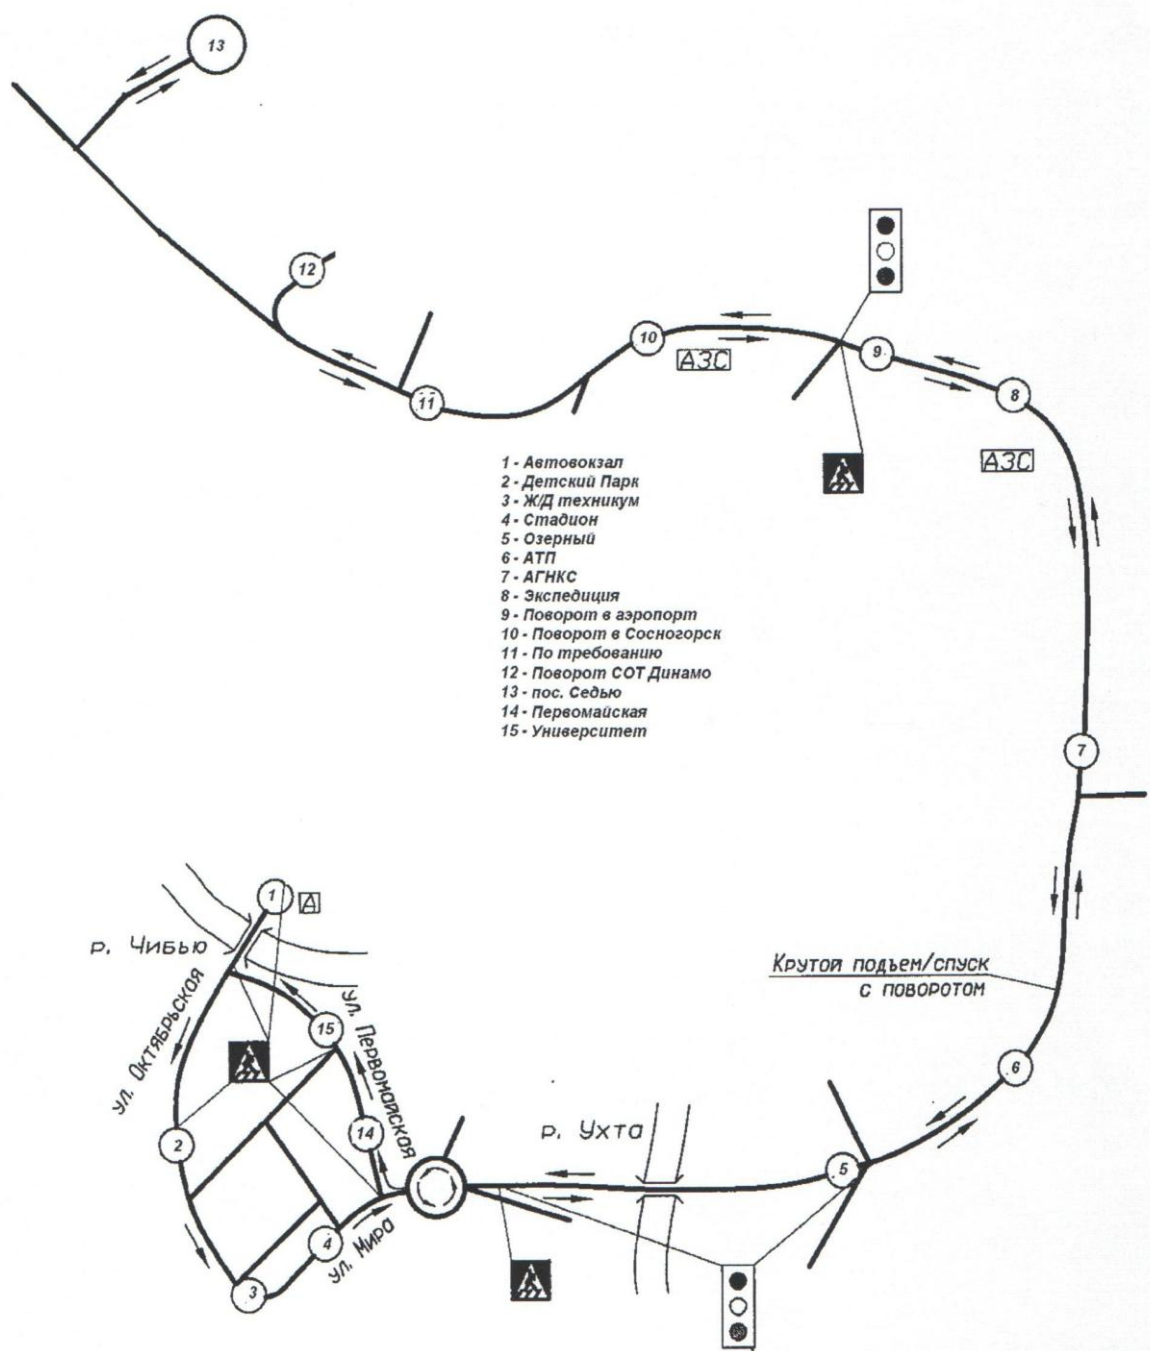 13
12
10
АЗС
9
8
11
АЗС
1 - Автовокзал
2 - Детский Парк
3 - Ж/Д техникум
4 - Стадион
5 - Озерный
6 - АТП
7 - АГНКС
8 - Экспедиция
9 - Поворот в аэропорт
10 - Поворот в Сосногорск
11 - По требованию
12 - Поворот СОТ Динамо
13 - пос. Седью
14 - Первомайская
15 - Университет
7
1
А
р. Чибью
Крутой подъем/спуск
с поворотом
ул. Октябрьская
15
ул. Первомайская
6
2
14
р. Ухта
5
4
ул. Мира
3